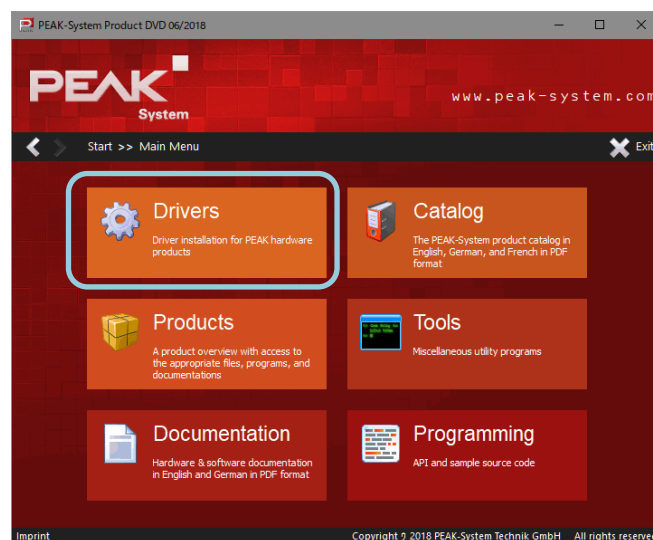 PEAK-System Product DVD 06/2018
PEAK
System
www.peak-system.com
Start >> Main Menu
Exit
Drivers
Driver installation for PEAK hardware
products
Catalog
The PEAK-System product catalog in
English, German, and French in PDF
format
Products
A product overview with access to
the appropriate files, programs, and
documentations
Tools
Miscellaneous utility programs
Documentation
Hardware & software documentation
in English and German in PDF format
Programming
API and sample source code
Imprint
Copyright 2018 PEAK-System Technik GmbH
All rights reserved